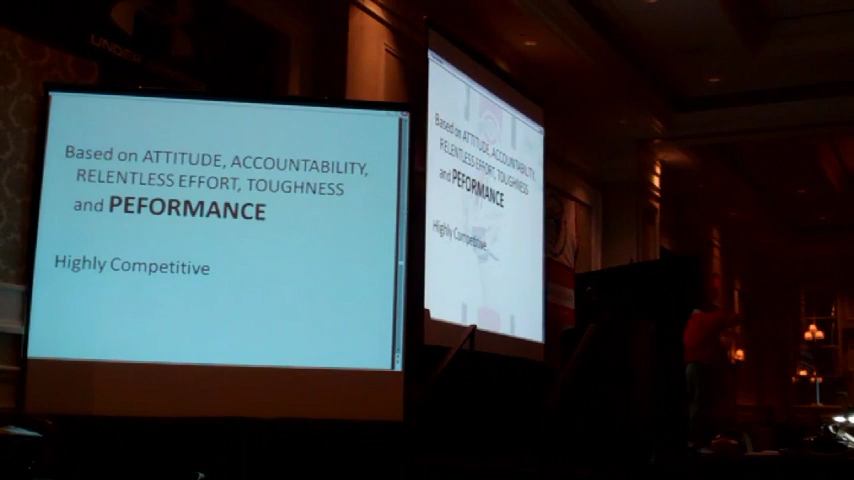 UNDER
Based on ATTITUDE, ACCOUNTABILITY,
RELENTLESS EFFORT, TOUGHNESS
and PEFORMANCE
Highly Competitive
Based on ATTITUDE, ACCOUNTABILITY,
RELENTLESS EFFORT, TOUGHNESS
and PEFORMANCE
Highly Competitive